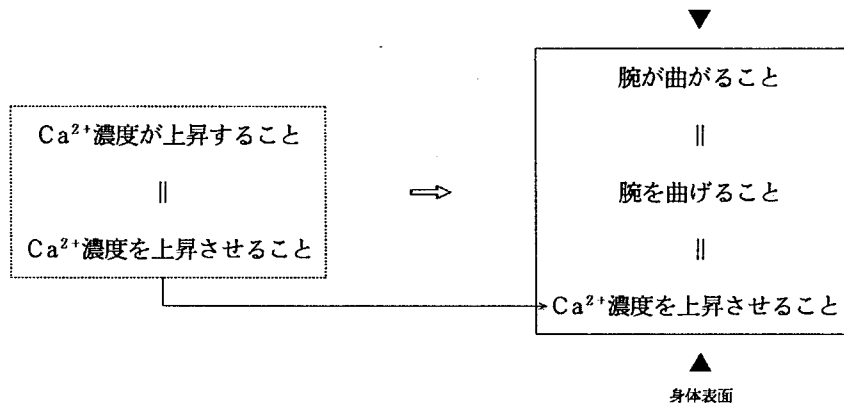 Ca²⁺濃度が上昇すること
‖
Ca²⁺濃度を上昇させること
⇒
▼
腕が曲がること
‖
腕を曲げること
‖
Ca²⁺濃度を上昇させること
▲
身体表面